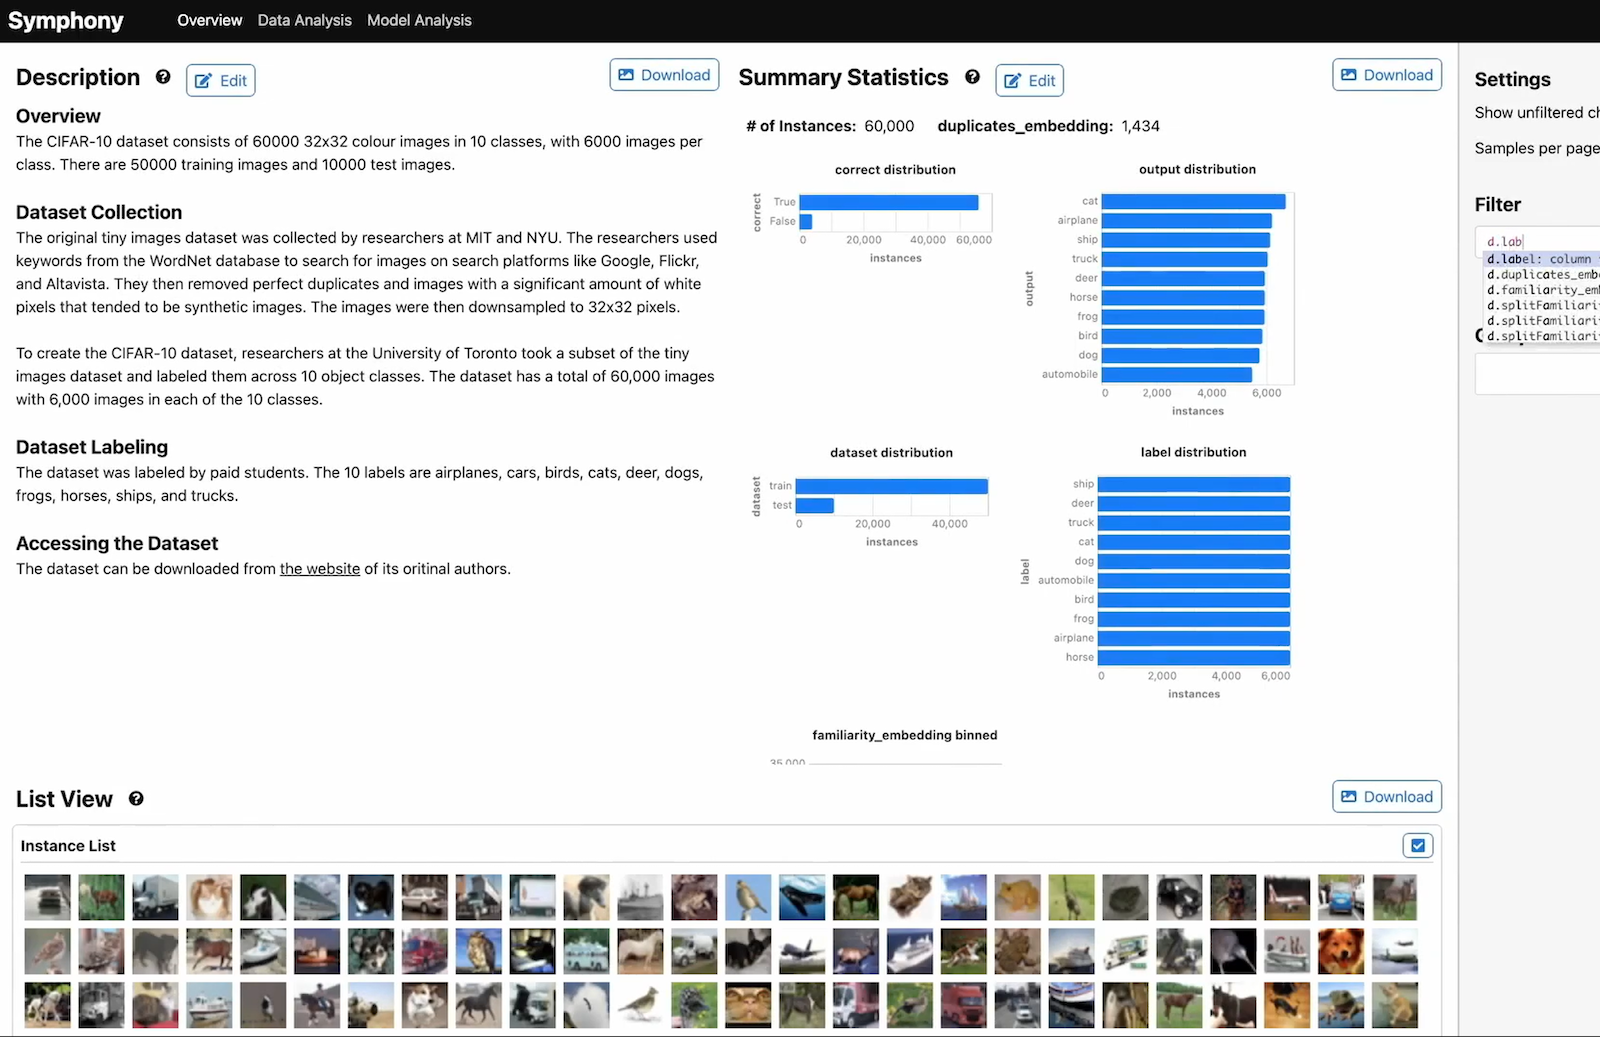 Symphony Overview Data Analysis Model Analysis
Description Edit Download
Overview
The CIFAR-10 dataset consists of 60000 32x32 colour images in 10 classes, with 6000 images per
class. There are 50000 training images and 10000 test images.
Dataset Collection
The original tiny images dataset was collected by researchers at MIT and NYU. The researchers used
keywords from the WordNet database to search for images on search platforms like Google, Flickr,
and Altavista. They then removed perfect duplicates and images with a significant amount of white
pixels that tended to be synthetic images. The images were then downsampled to 32x32 pixels.
To create the CIFAR-10 dataset, researchers at the University of Toronto took a subset of the tiny
images dataset and labeled them across 10 object classes. The dataset has a total of 60,000 images
with 6,000 images in each of the 10 classes.
Dataset Labeling
The dataset was labeled by paid students. The 10 labels are airplanes, cars, birds, cats, deer, dogs,
frogs, horses, ships, and trucks.
Accessing the Dataset
The dataset can be downloaded from the website of its oritinal authors.
Summary Statistics Edit Download
# of Instances: 60,000 duplicates_embedding: 1,434
correct distribution
correct
True
False
0 20,000 40,000 60,000
instances
output distribution
output
cat
airplane
ship
truck
deer
horse
frog
bird
dog
automobile
0 2,000 4,000 6,000
instances
dataset distribution
dataset
train
test
0 20,000 40,000
instances
label distribution
label
ship
deer
truck
cat
dog
automobile
bird
frog
airplane
horse
0 2,000 4,000 6,000
instances
familiarity_embedding binned
35,000
Settings
Show unfiltered ch
Samples per page
Filter
d.lab
d.label: column
d.duplicates_emb
d.familiarity_em
d.splitFamiliari
d.splitFamiliari
d.splitFamiliari
List View Download
Instance List